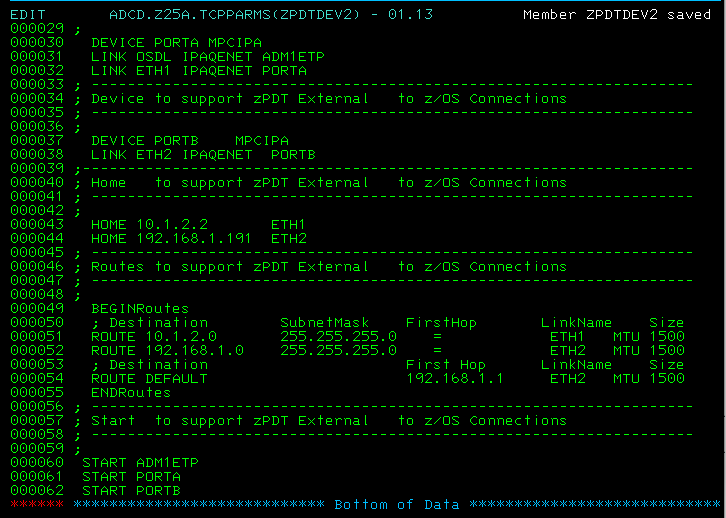 EDIT       ADCD.Z25A.TCPPARMS(ZPDTDEV2) - 01.13          Member ZPDTDEV2 saved
000029 ;
000030   DEVICE PORTA MPCIPA
000031   LINK OSDL IPAQENET ADM1ETP
000032   LINK ETH1 IPAQENET PORTA
000033 ; -------------------------------------------------------------------
000034 ; Device to support zPDT External   to z/OS Connections
000035 ; -------------------------------------------------------------------
000036 ;
000037   DEVICE PORTB    MPCIPA
000038   LINK ETH2 IPAQENET  PORTB
000039 ;--------------------------------------------------------------------
000040 ; Home   to support zPDT External   to z/OS Connections
000041 ; -------------------------------------------------------------------
000042 ;
000043   HOME 10.1.2.2       ETH1
000044   HOME 192.168.1.191  ETH2
000045 ; -------------------------------------------------------------------
000046 ; Routes to support zPDT External   to z/OS Connections
000047 ; -------------------------------------------------------------------
000048 ;
000049   BEGINRoutes
000050   ; Destination        SubnetMask    FirstHop       LinkName    Size
000051   ROUTE 10.1.2.0       255.255.255.0    =            ETH1   MTU 1500
000052   ROUTE 192.168.1.0    255.255.255.0    =            ETH2   MTU 1500
000053   ; Destination                      First Hop      LinkName    Size
000054   ROUTE DEFAULT                      192.168.1.1     ETH2   MTU 1500
000055   ENDRoutes
000056 ; -------------------------------------------------------------------
000057 ; Start  to support zPDT External   to z/OS Connections
000058 ; -------------------------------------------------------------------
000059 ;
000060  START ADM1ETP
000061  START PORTA
000062  START PORTB
****** **************************** Bottom of Data ****************************